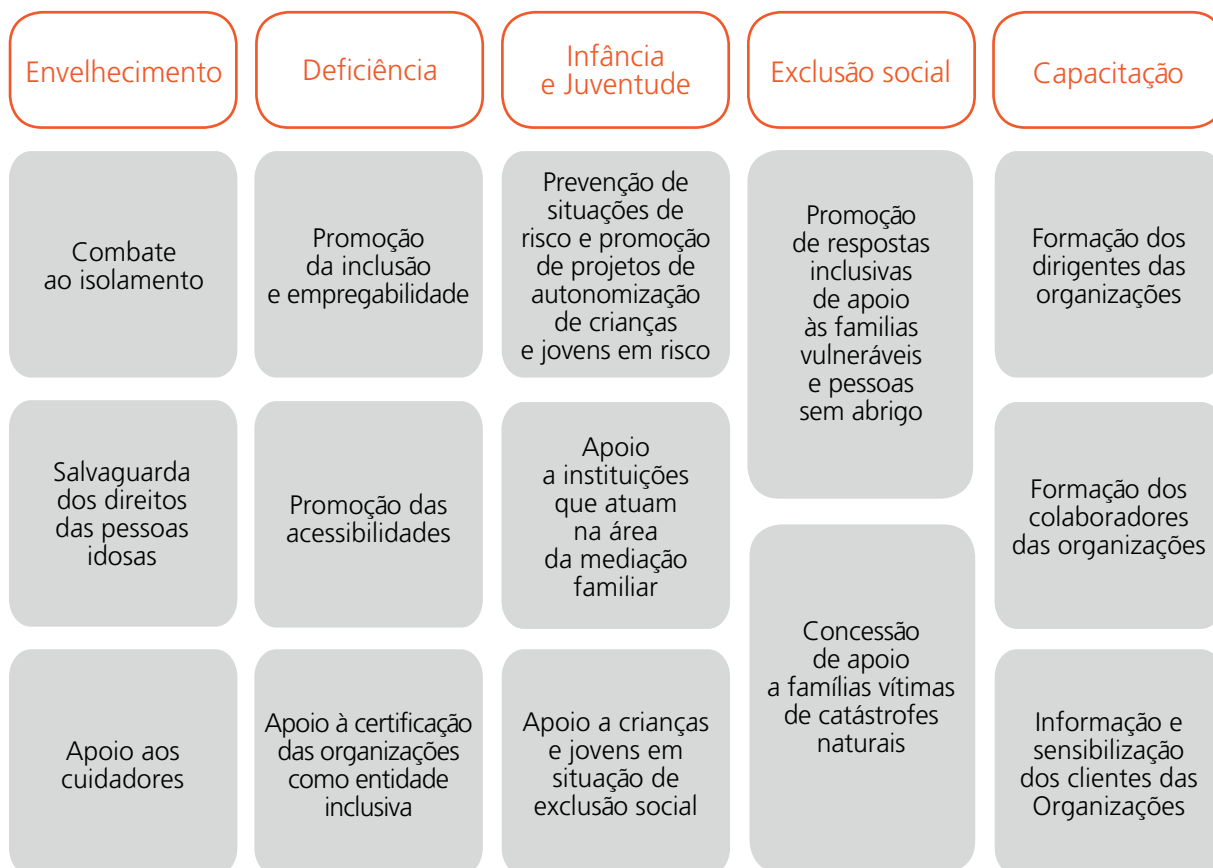 Envelhecimento
Deficiência
Infância
e Juventude
Exclusão social
Capacitação
Combate
ao isolamento
Salvaguarda
dos direitos
das pessoas
idosas
Apoio aos
cuidadores
Promoção
da inclusão
e empregabilidade
Promoção das
acessibilidades
Apoio à certificação
das organizações
como entidade
inclusiva
Prevenção de
situações de
risco e promoção
de projetos de
autonomização
de crianças
e jovens em risco
Apoio
a instituições
que atuam
na área
da mediação
familiar
Apoio a crianças
e jovens em
situação de
exclusão social
Promoção
de respostas
inclusivas
de apoio
às familias
vulneráveis
e pessoas
sem abrigo
Concessão
de apoio
a famílias vítimas
de catástrofes
naturais
Formação dos
dirigentes das
organizações
Formação dos
colaboradores
das organizações
Informação e
sensibilização
dos clientes das
Organizações